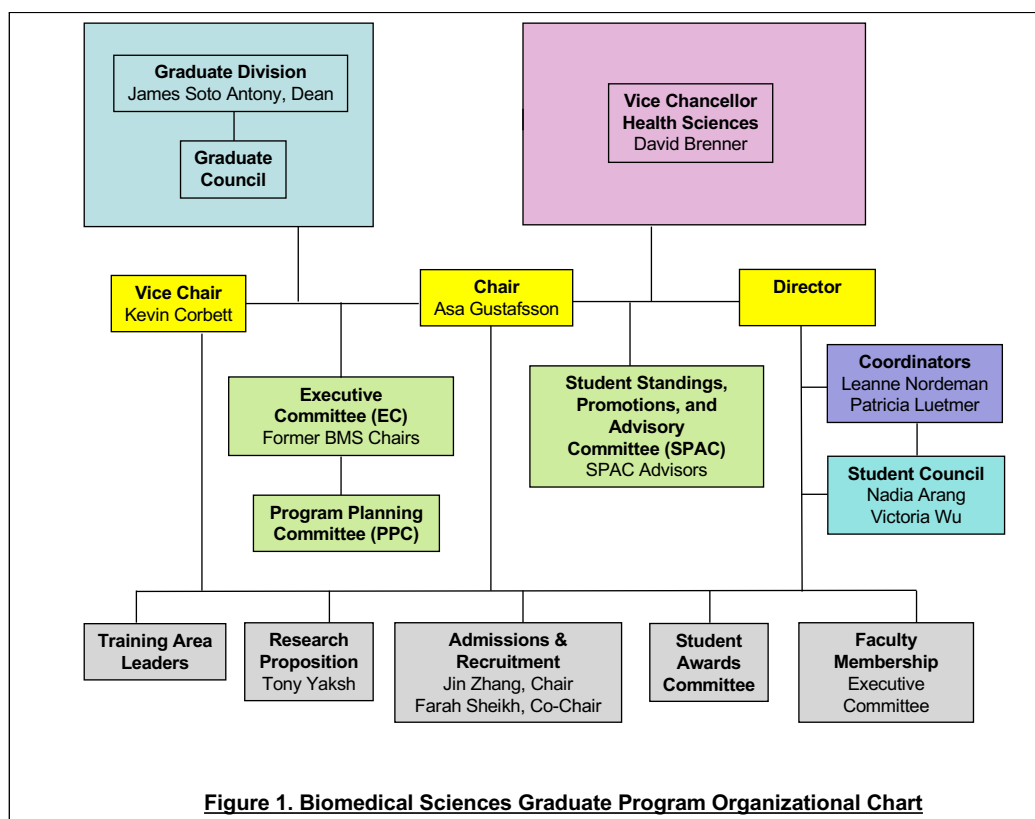 Graduate Division
James Soto Antony, Dean
Graduate
Council
Vice Chancellor
Health Sciences
David Brenner
Vice Chair
Kevin Corbett
Chair
Asa Gustafsson
Director
Executive
Committee (EC)
Former BMS Chairs
Student Standings,
Promotions, and
Advisory
Committee (SPAC)
SPAC Advisors
Coordinators
Leanne Nordeman
Patricia Luetmer
Program Planning
Committee (PPC)
Student Council
Nadia Arang
Victoria Wu
Training Area
Leaders
Research
Proposition
Tony Yaksh
Admissions &
Recruitment
Jin Zhang, Chair
Farah Sheikh, Co-Chair
Student
Awards
Committee
Faculty
Membership
Executive
Committee
Figure 1. Biomedical Sciences Graduate Program Organizational Chart